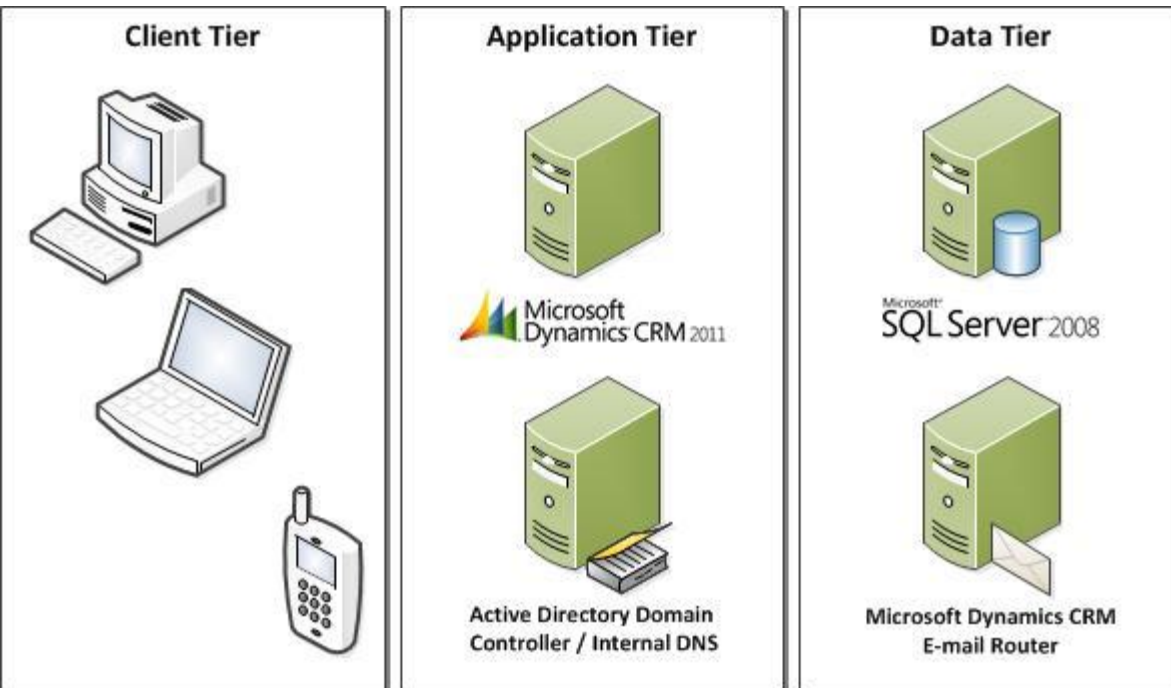 Client Tier
Application Tier
Microsoft
Dynamics CRM 2011
Active Directory Domain
Controller / Internal DNS
Data Tier
Microsoft®
SQL Server 2008
Microsoft Dynamics CRM
E-mail Router